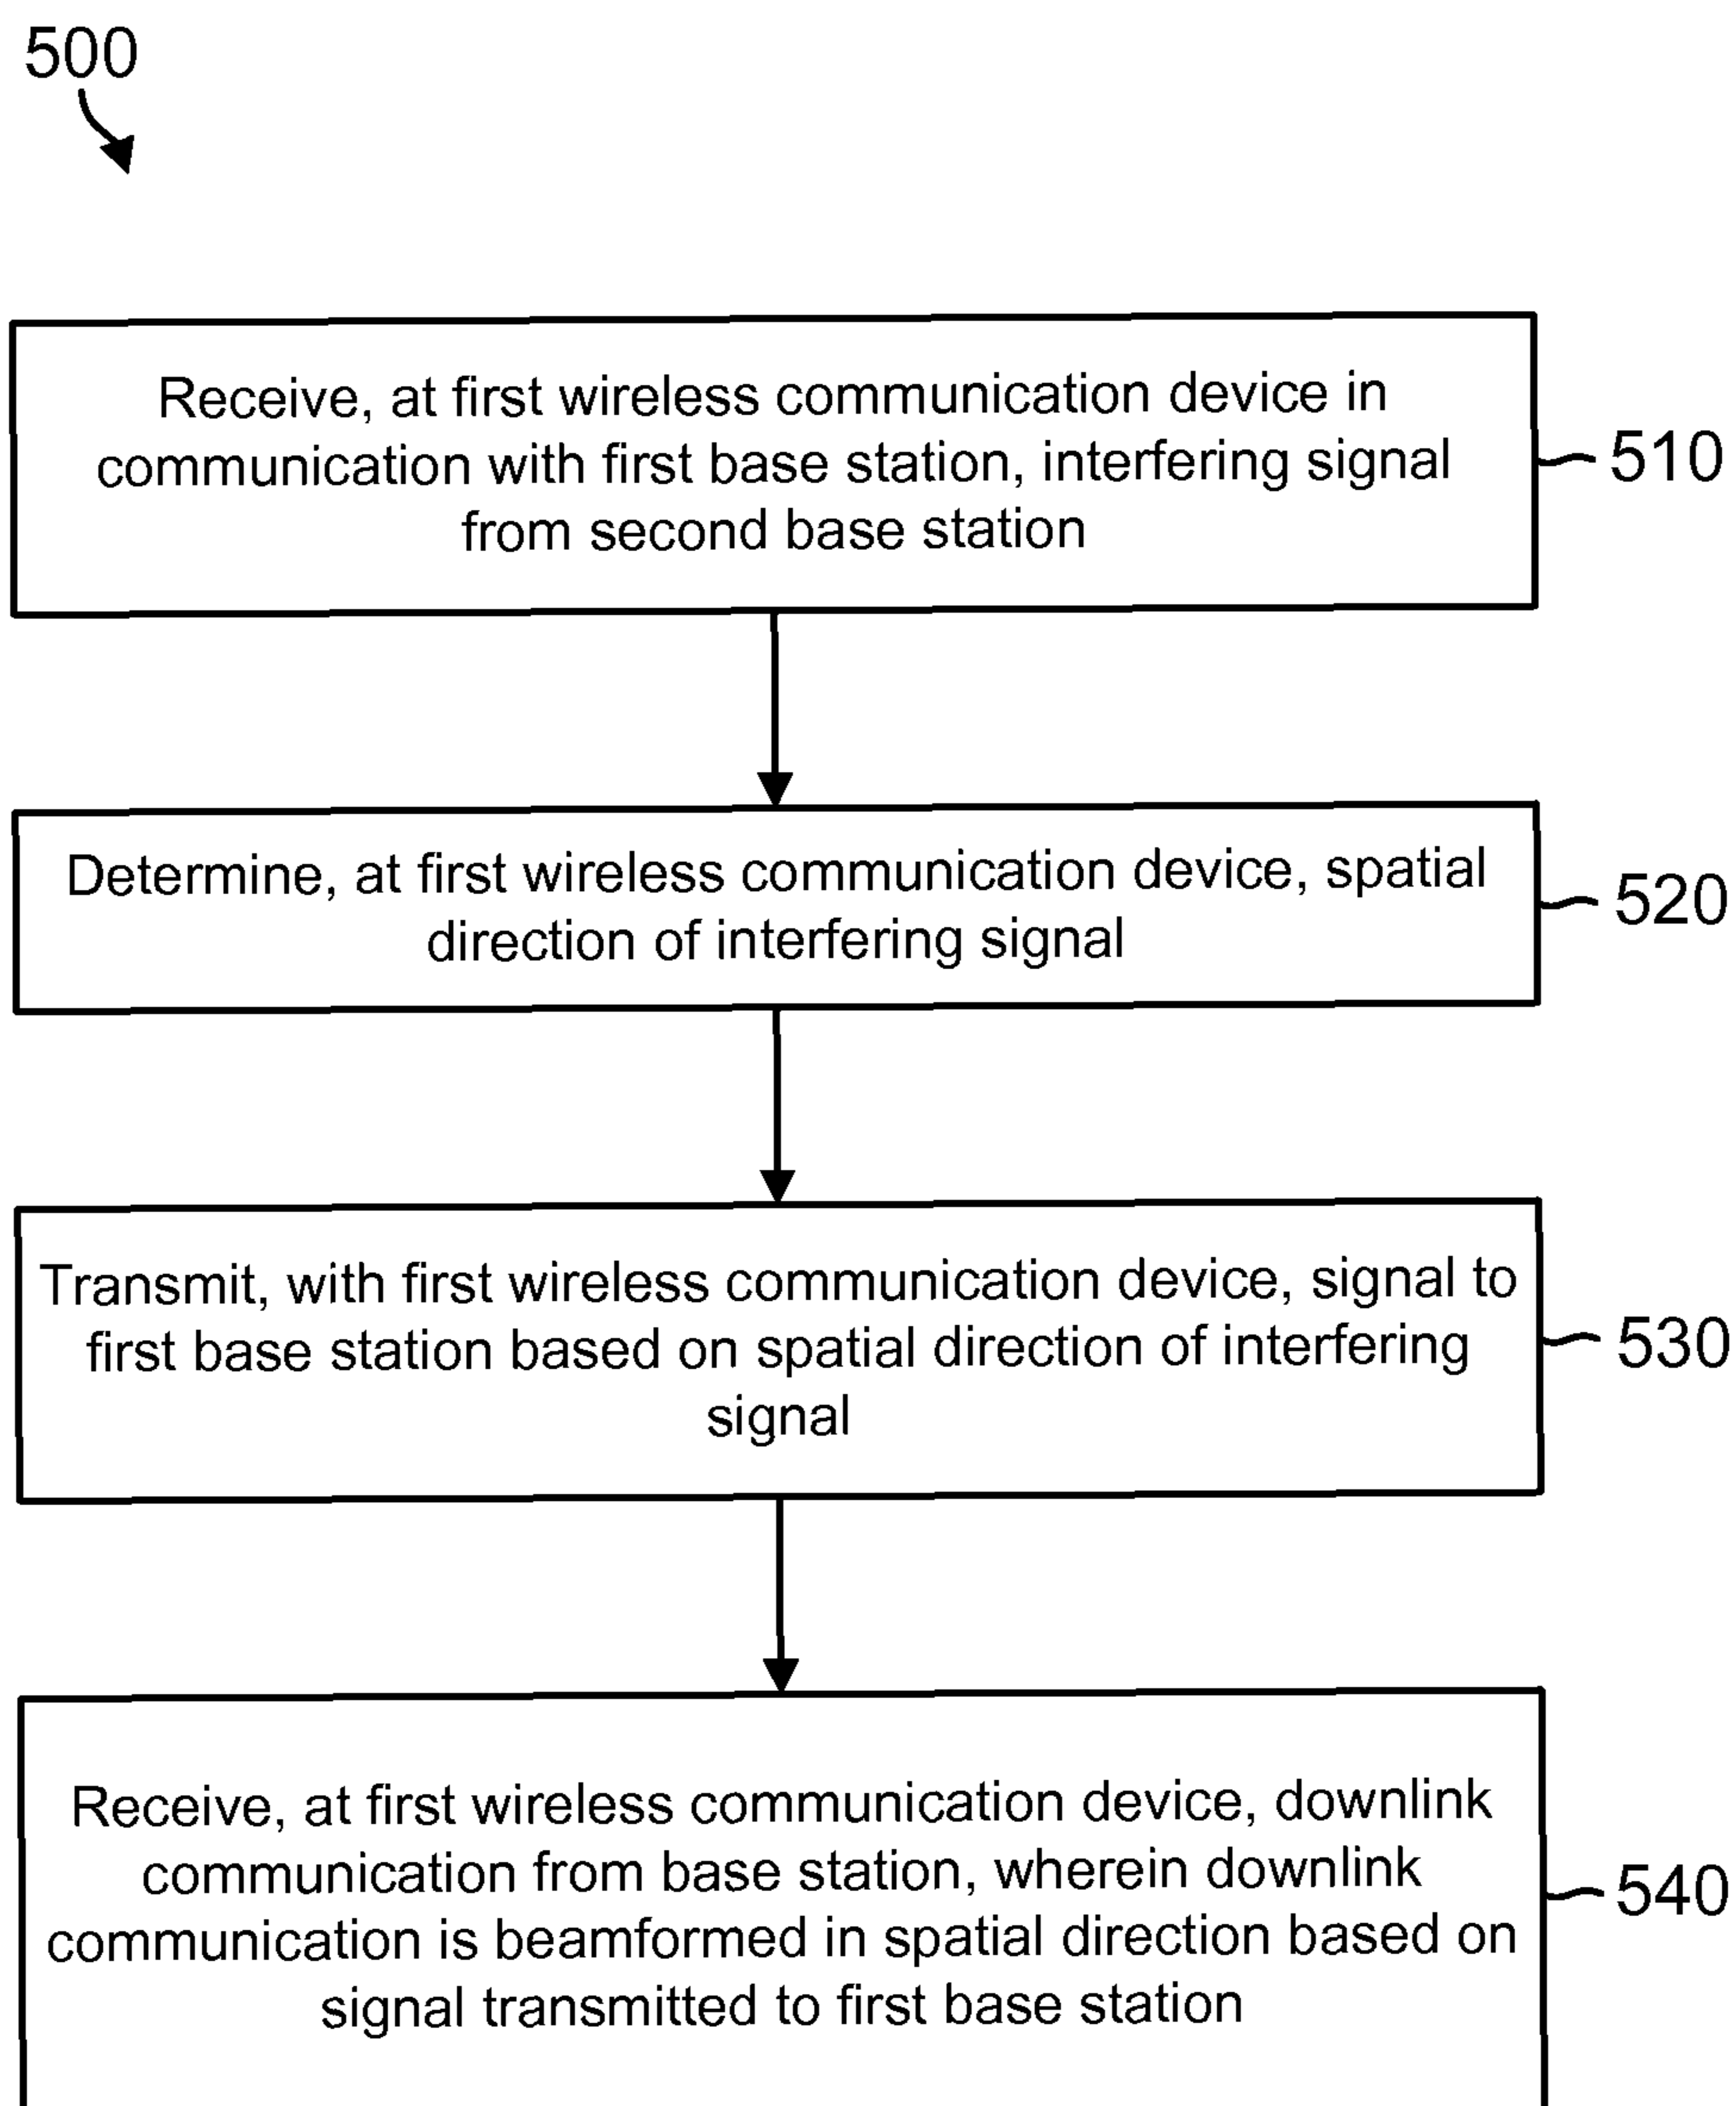 500
Receive, at first wireless communication device in
communication with first base station, interfering signal
from second base station
510
Determine, at first wireless communication device, spatial
direction of interfering signal
520
Transmit, with first wireless communication device, signal to
first base station based on spatial direction of interfering
signal
530
Receive, at first wireless communication device, downlink
communication from base station, wherein downlink
communication is beamformed in spatial direction based on
signal transmitted to first base station
540